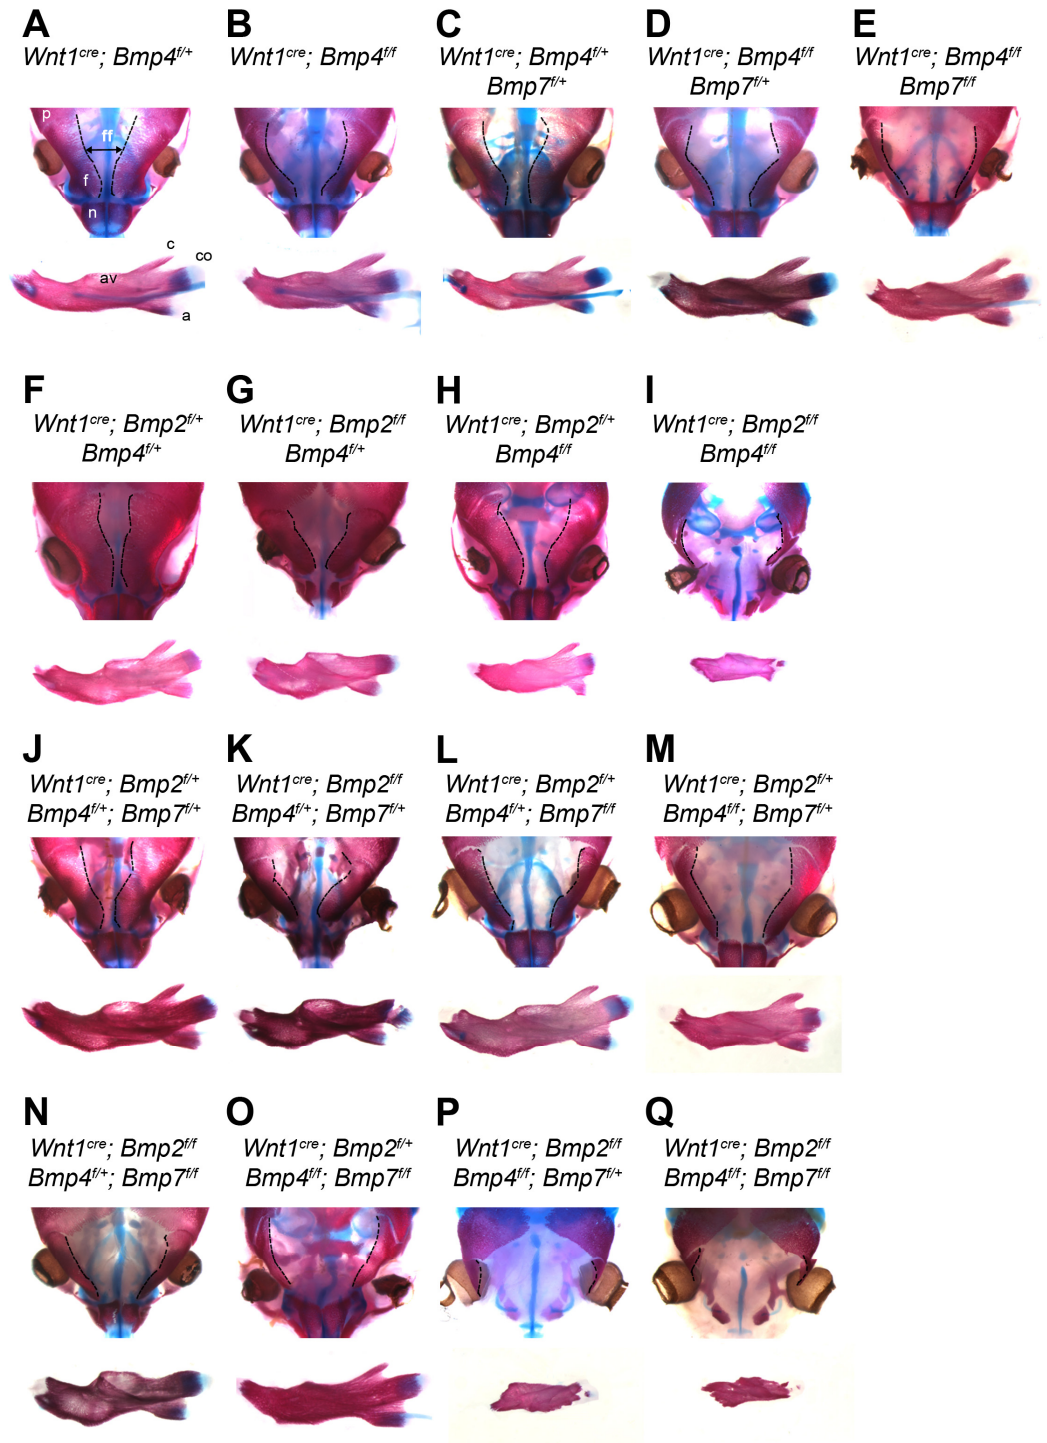 A
Wnt1cre; Bmp4f/+
B
Wnt1cre; Bmp4f/f
C
Wnt1cre; Bmp4f/+
Bmp7f/+
D
Wnt1cre; Bmp4f/f
Bmp7f/+
E
Wnt1cre; Bmp4f/f
Bmp7f/f
p
ff
f
n
c
co
av
a
F
Wnt1cre; Bmp2f/+
Bmp4f/+
G
Wnt1cre; Bmp2f/f
Bmp4f/+
H
Wnt1cre; Bmp2f/+
Bmp4f/f
I
Wnt1cre; Bmp2f/f
Bmp4f/f
J
Wnt1cre; Bmp2f/+
Bmp4f/+; Bmp7f/+
K
Wnt1cre; Bmp2f/f
Bmp4f/+; Bmp7f/+
L
Wnt1cre; Bmp2f/+
Bmp4f/+; Bmp7f/f
M
Wnt1cre; Bmp2f/+
Bmp4f/f; Bmp7f/+
N
Wnt1cre; Bmp2f/f
Bmp4f/+; Bmp7f/f
O
Wnt1cre; Bmp2f/+
Bmp4f/f; Bmp7f/f
P
Wnt1cre; Bmp2f/f
Bmp4f/f; Bmp7f/+
Q
Wnt1cre; Bmp2f/f
Bmp4f/f; Bmp7f/f